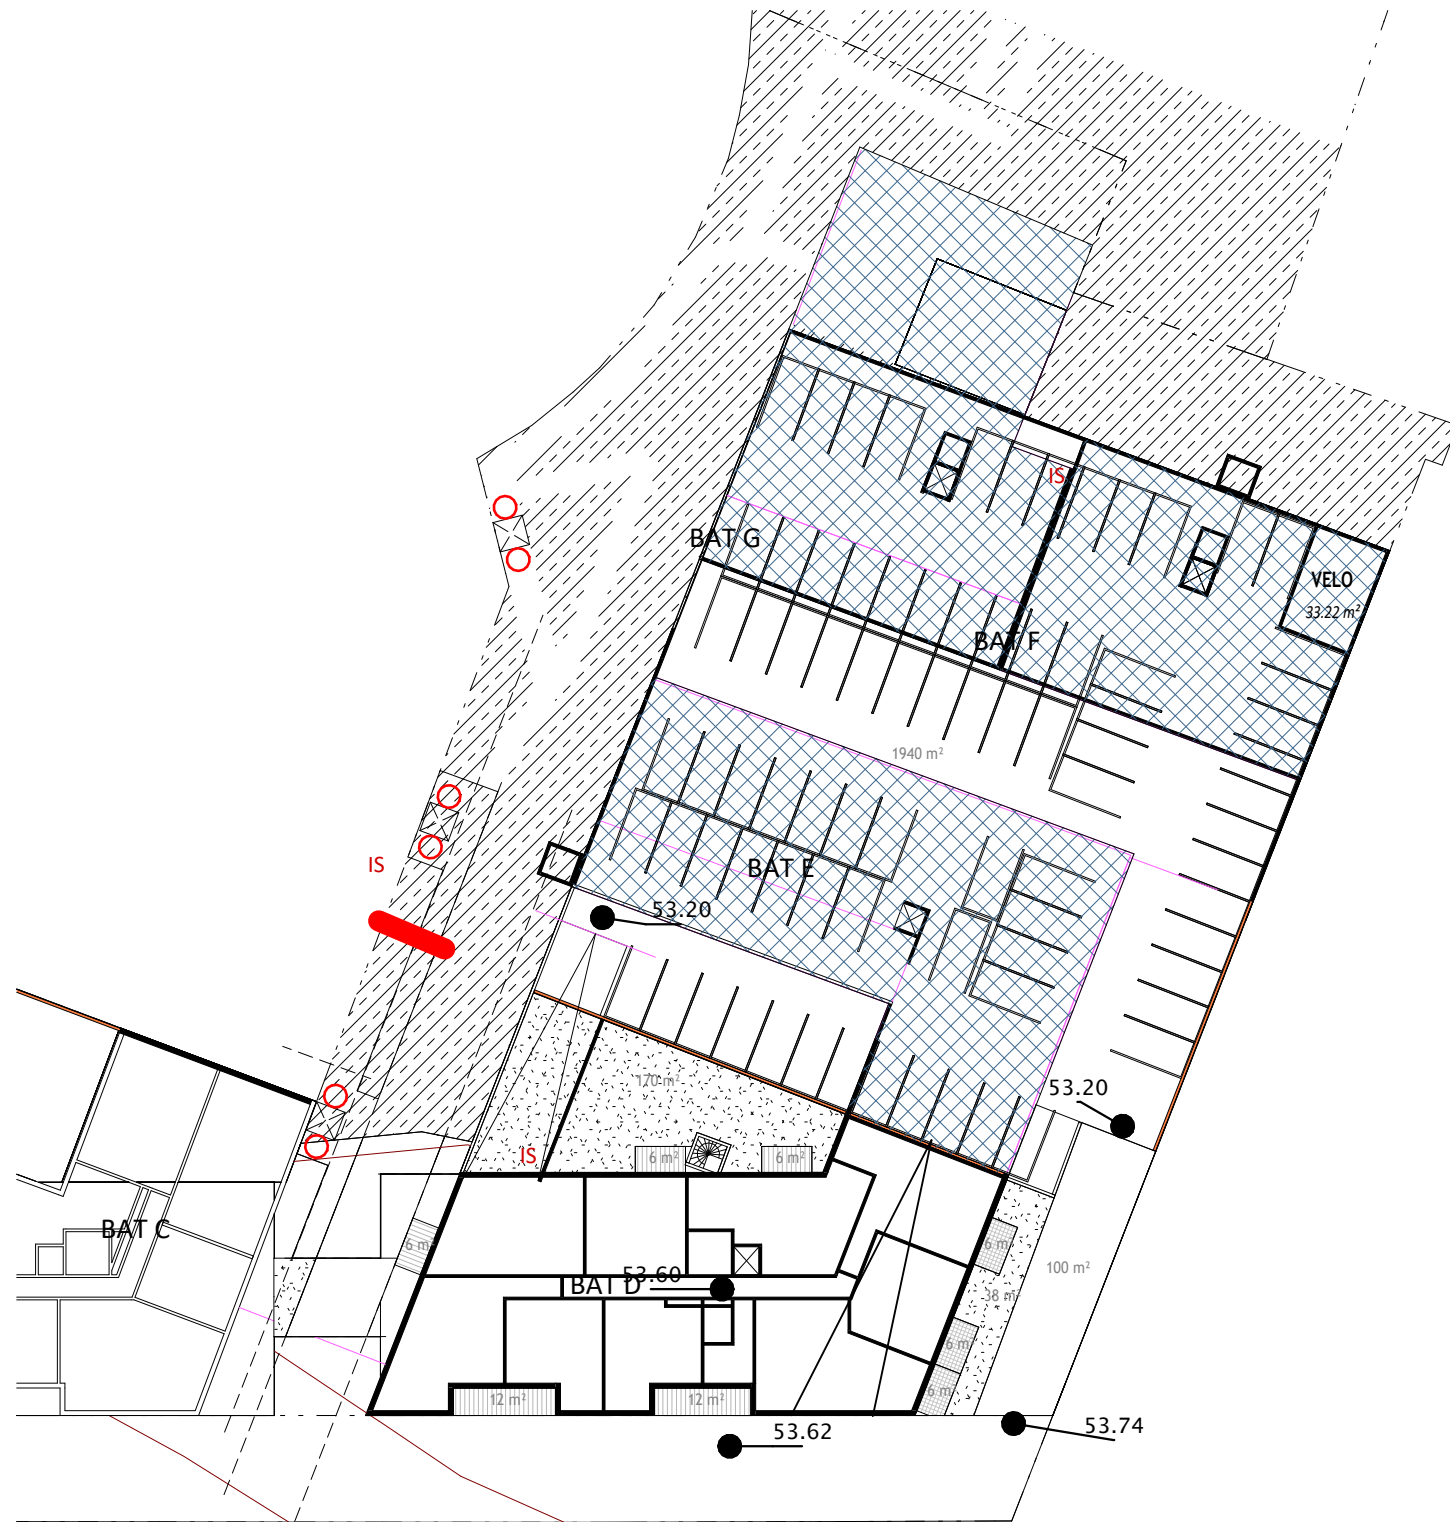 IS
BAT G
VELO
33.22 m²
BAT F
1940 m²
IS
BAT E
53.20
170 m²
53.20
IS
6 m²
6 m²
BAT C
6 m²
6 m²
100 m²
53.60
BAT D
38 m²
6 m²
6 m²
12 m²
12 m²
53.62
53.74